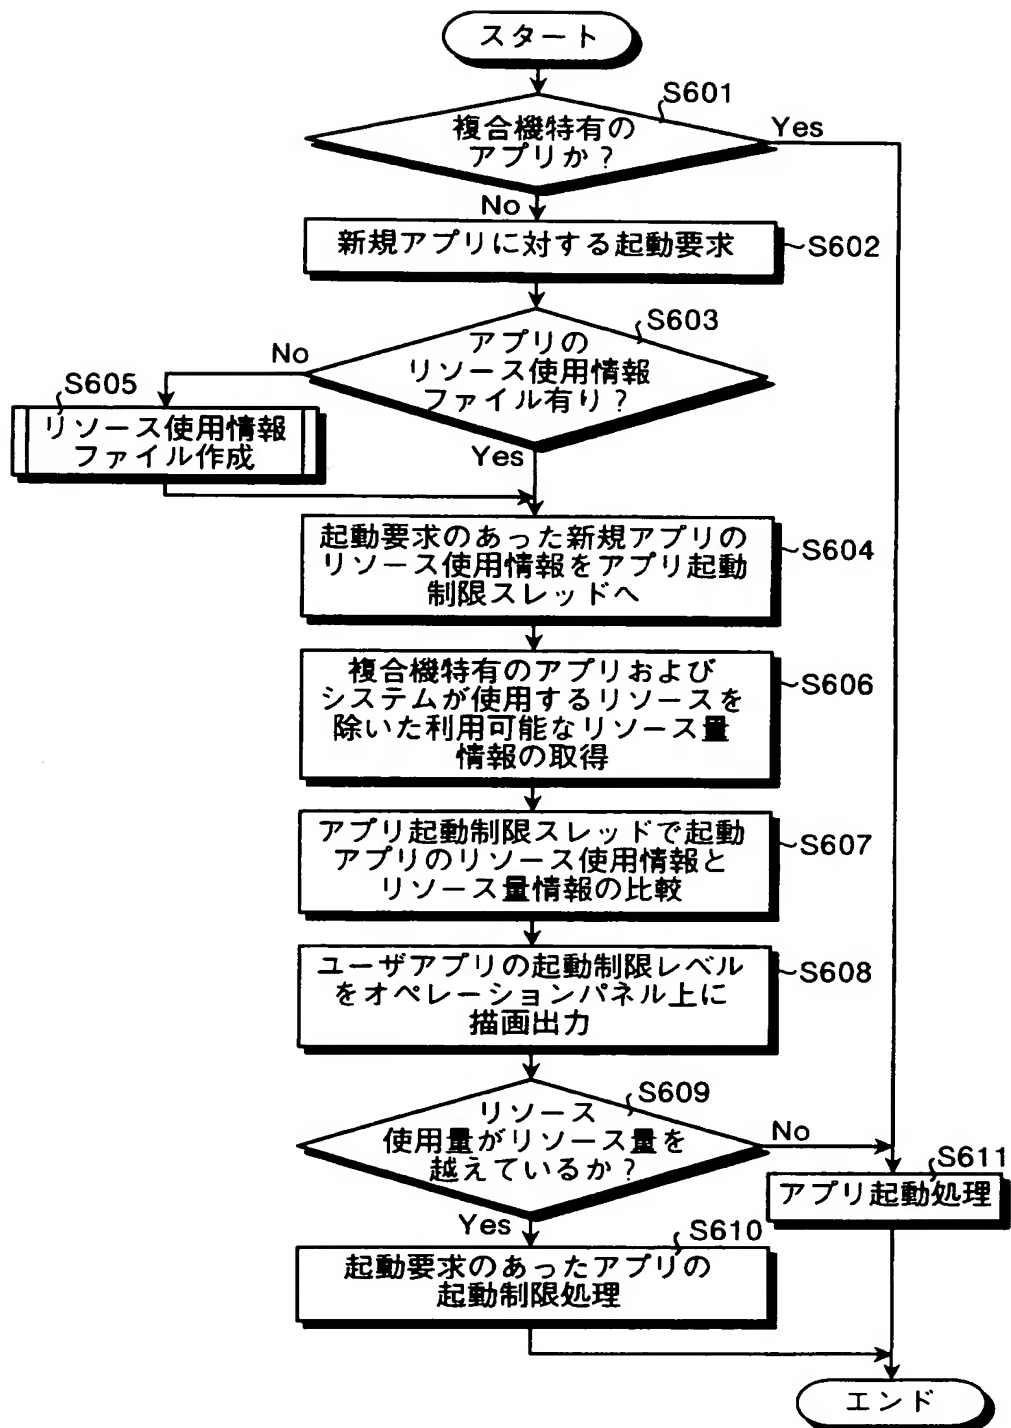 スタート
S601
複合機特有の
アプリか？
Yes
No
新規アプリに対する起動要求
S602
S603
アプリの
リソース使用情報
ファイル有り？
No
S605
リソース使用情報
ファイル作成
Yes
起動要求のあった新規アプリの
リソース使用情報をアプリ起動
制限スレッドへ
S604
複合機特有のアプリおよび
システムが使用するリソースを
除いた利用可能なリソース量
情報の取得
S606
アプリ起動制限スレッドで起動
アプリのリソース使用情報と
リソース量情報の比較
S607
ユーザアプリの起動制限レベル
をオペレーションパネル上に
描画出力
S608
S609
リソース
使用量がリソース量を
越えているか？
No
S611
アプリ起動処理
Yes
S610
起動要求のあったアプリの
起動制限処理
エンド